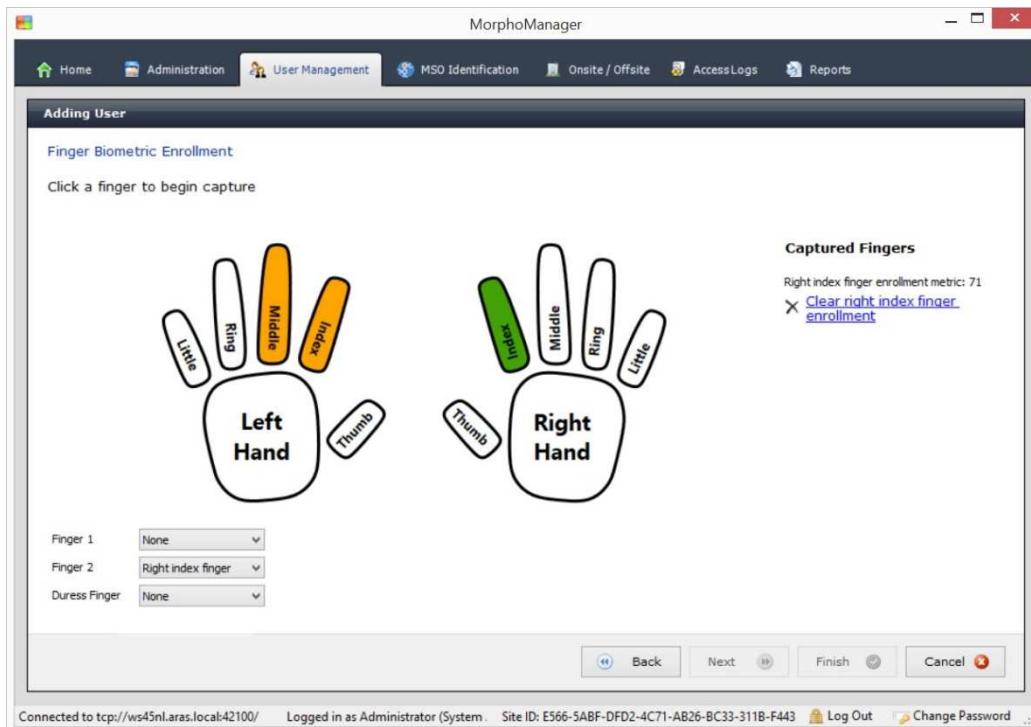 MorphoManager
Home Administration User Management MSO Identification Onsite / Offsite Access Logs Reports
Adding User
Finger Biometric Enrollment
Click a finger to begin capture
Little Ring Middle Index Thumb
Left
Hand
Index Middle Ring Little Thumb
Right
Hand
Captured Fingers
Right index finger enrollment metric: 71
Clear right index finger
enrollment
Finger 1 None
Finger 2 Right index finger
Duress Finger None
Back Next Finish Cancel
Connected to tcp://ws45nl.aras.local:42100/ Logged in as Administrator (System . Site ID: E566-5ABF-DFD2-4C71-AB26-BC33-311B-F443 Log Out Change Password